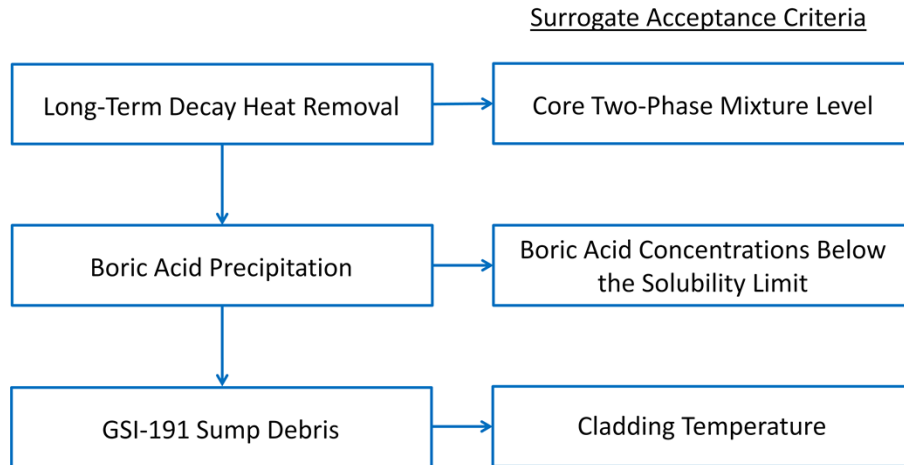 Surrogate Acceptance Criteria
Long-Term Decay Heat Removal
Core Two-Phase Mixture Level
Boric Acid Precipitation
Boric Acid Concentrations Below
the Solubility Limit
GSI-191 Sump Debris
Cladding Temperature